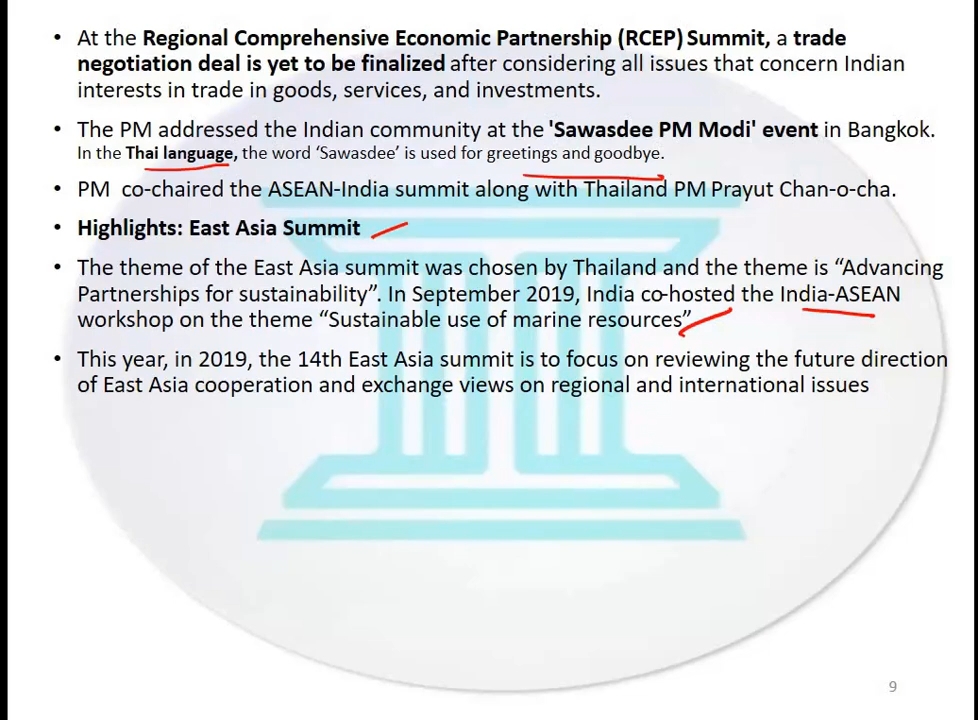 • At the Regional Comprehensive Economic Partnership (RCEP) Summit, a trade
negotiation deal is yet to be finalized after considering all issues that concern Indian
interests in trade in goods, services, and investments.
• The PM addressed the Indian community at the 'Sawasdee PM Modi' event in Bangkok.
In the Thai language, the word ‘Sawasdee’ is used for greetings and goodbye.
• PM co-chaired the ASEAN-India summit along with Thailand PM Prayut Chan-o-cha.
• Highlights: East Asia Summit
• The theme of the East Asia summit was chosen by Thailand and the theme is “Advancing
Partnerships for sustainability”. In September 2019, India co-hosted the India-ASEAN
workshop on the theme “Sustainable use of marine resources”
• This year, in 2019, the 14th East Asia summit is to focus on reviewing the future direction
of East Asia cooperation and exchange views on regional and international issues
9